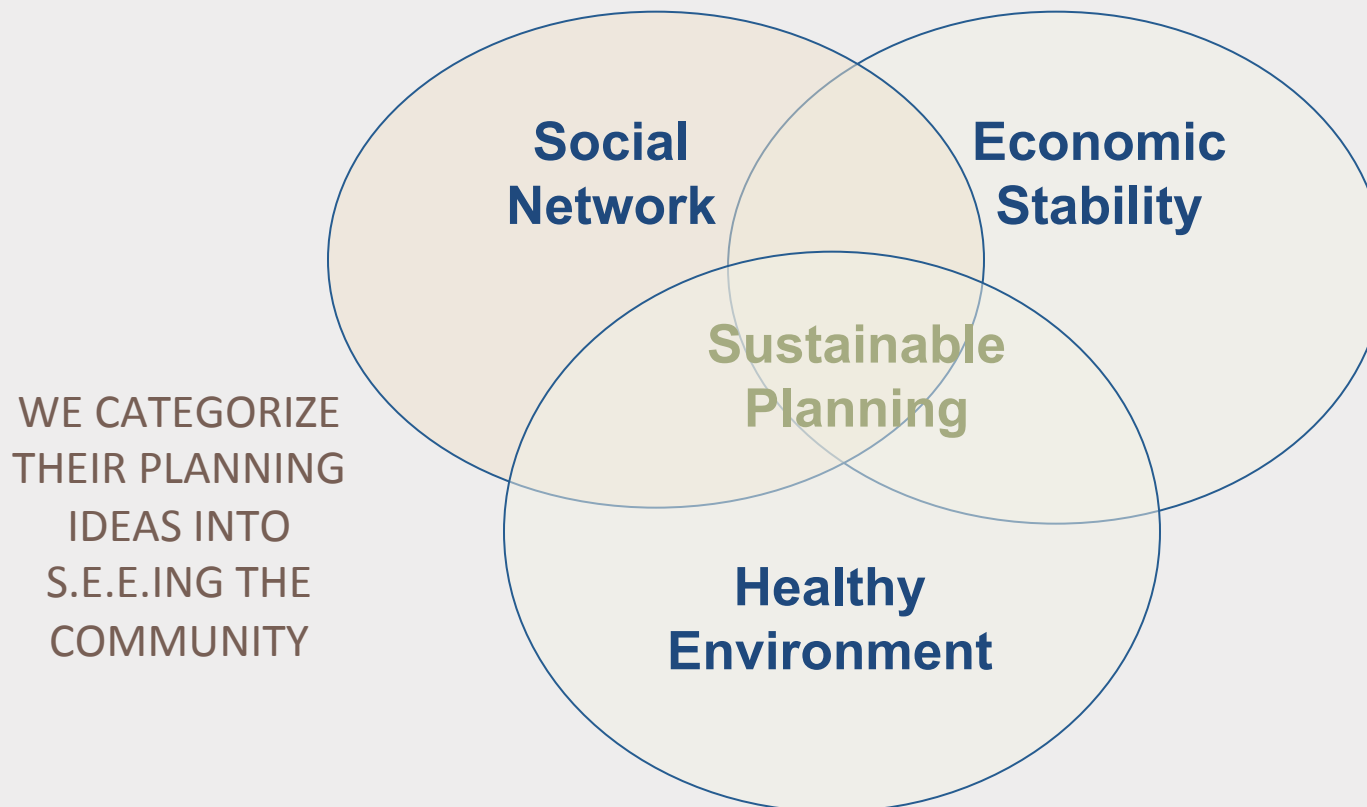 Social
Network
Economic
Stability
Sustainable
Planning
WE CATEGORIZE
THEIR PLANNING
IDEAS INTO
S.E.E.ING THE
COMMUNITY
Healthy
Environment